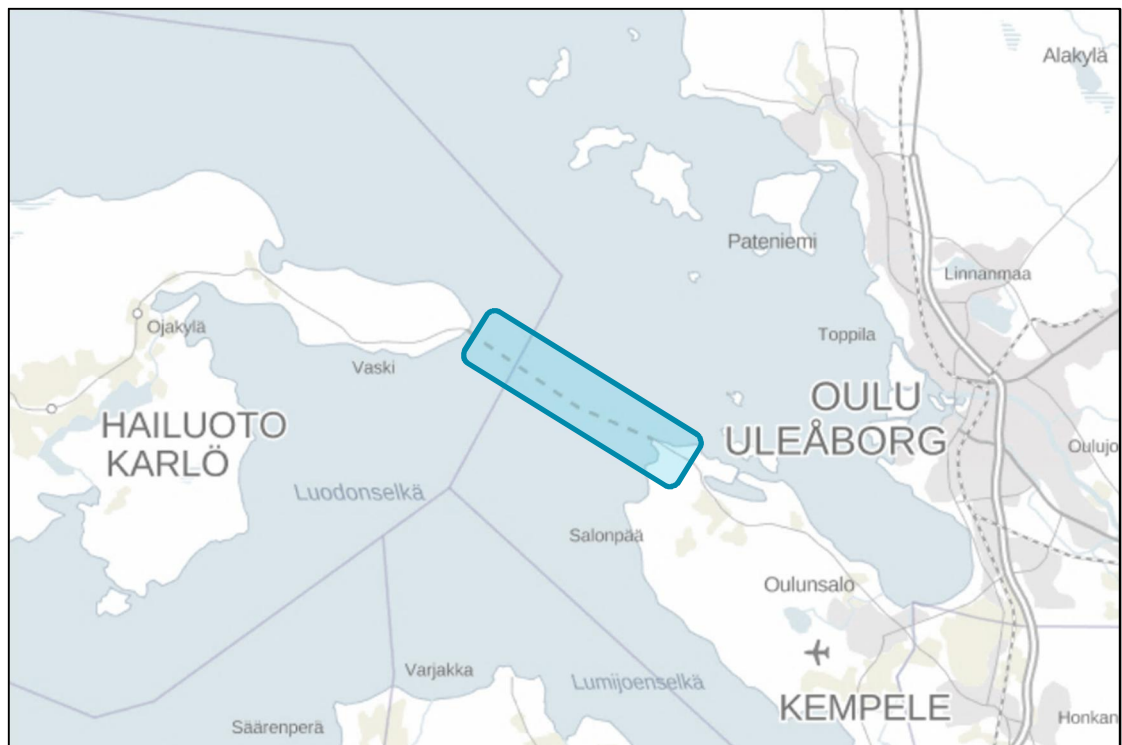 Alakylä
Pateniemi
Linnanmaa
Ojakylä
Toppila
Vaski
OULU
ULEÅBORG
HAILUOTO
KARLÖ
Oulujo
Luodonselkä
Salonpää
Oulunsalo
Varjakka
Lumijoenselkä
KEMPELE
Säärenperä
Honkan